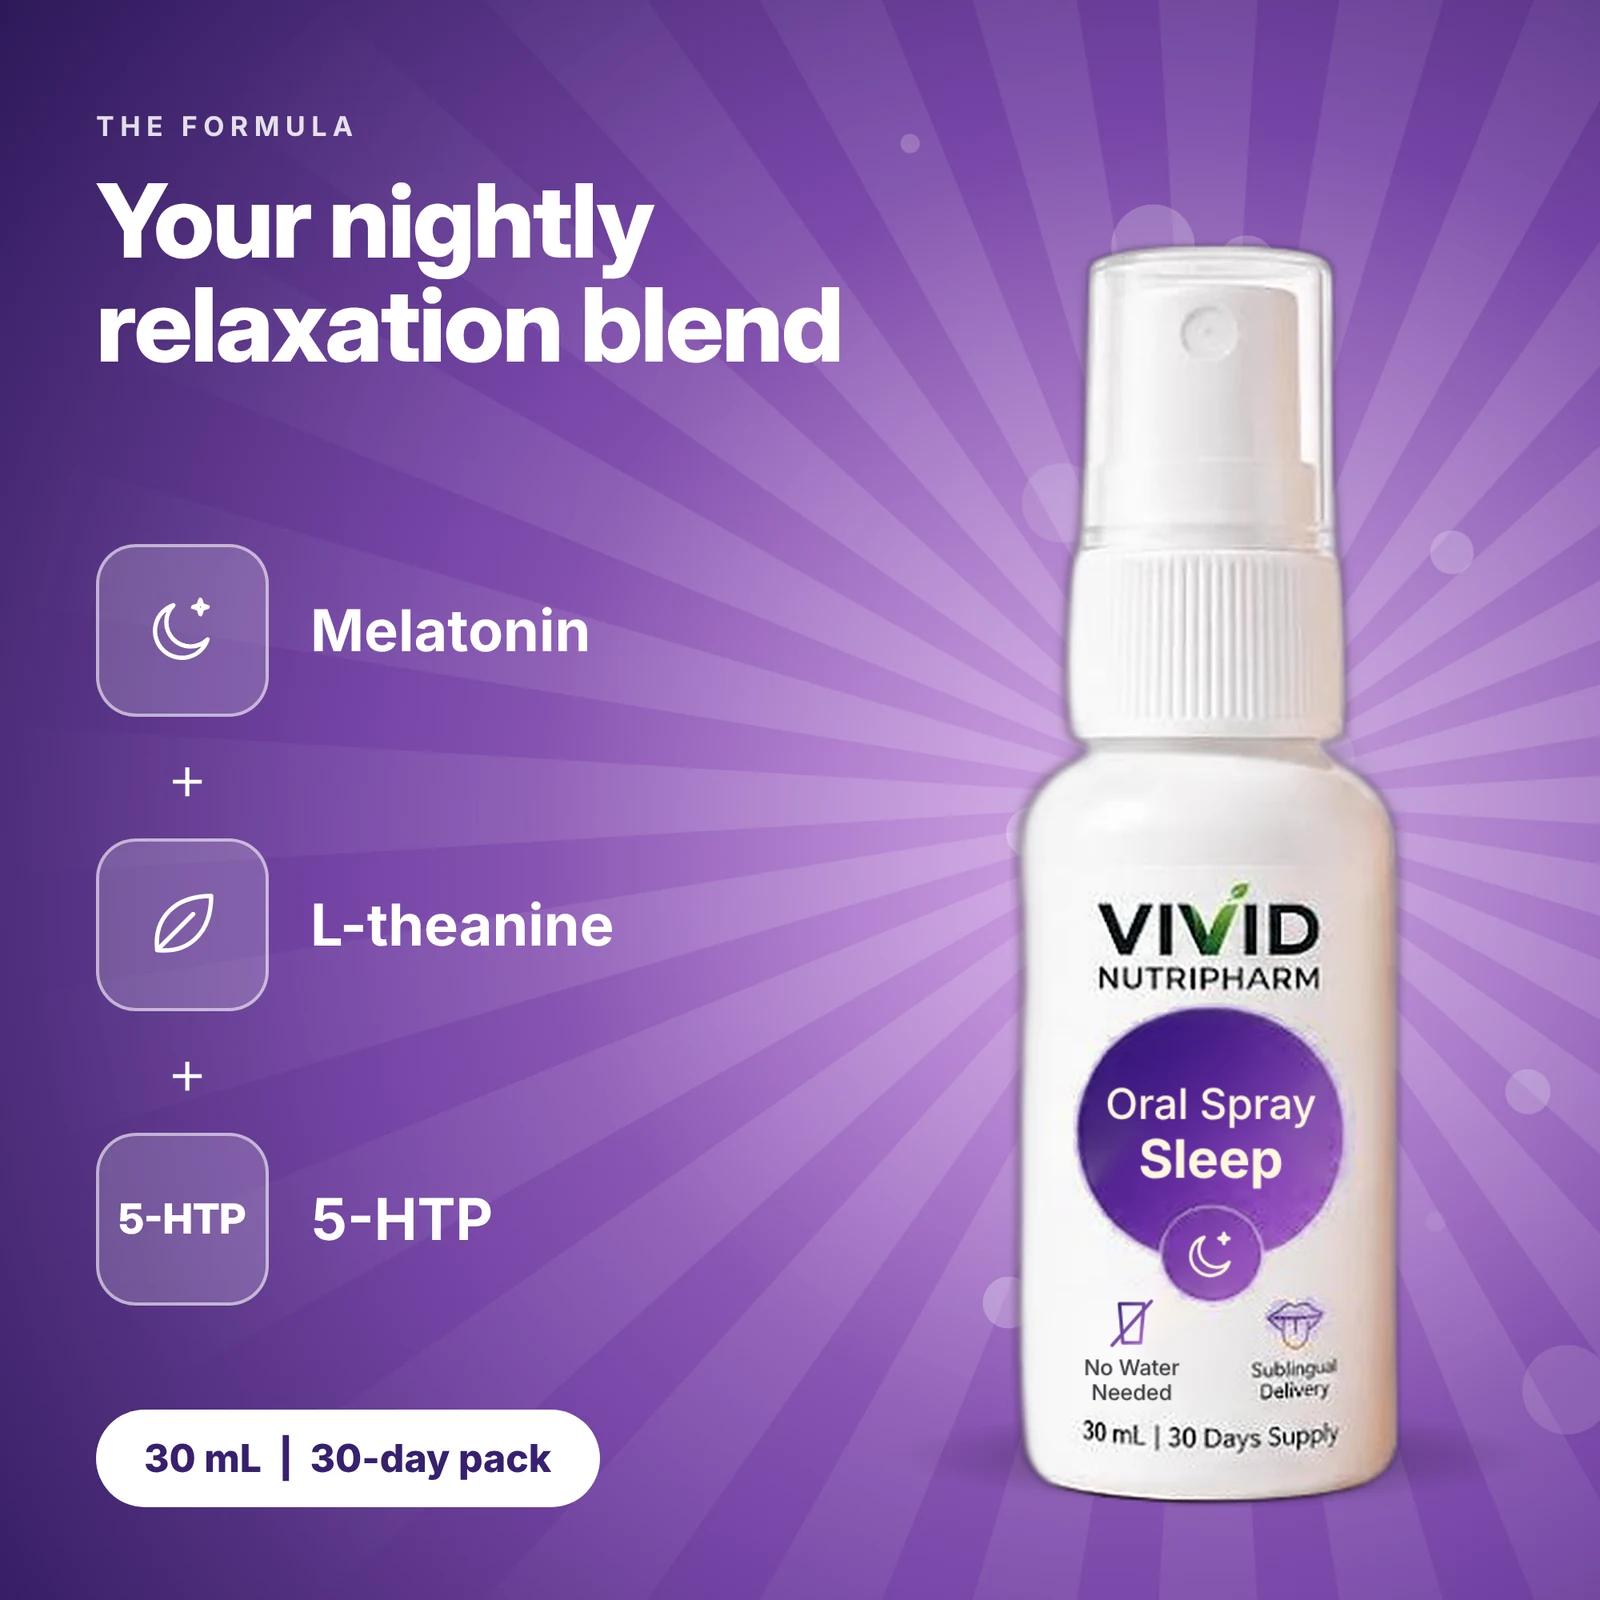 THE FORMULA
Your nightly
relaxation blend
Melatonin
+
L-theanine
+
5-HTP
5-HTP
30 mL | 30-day pack
VIVID
NUTRIPHARM
Oral Spray
Sleep
No Water
Needed
Sublingual
Delivery
30 mL | 30 Days Supply